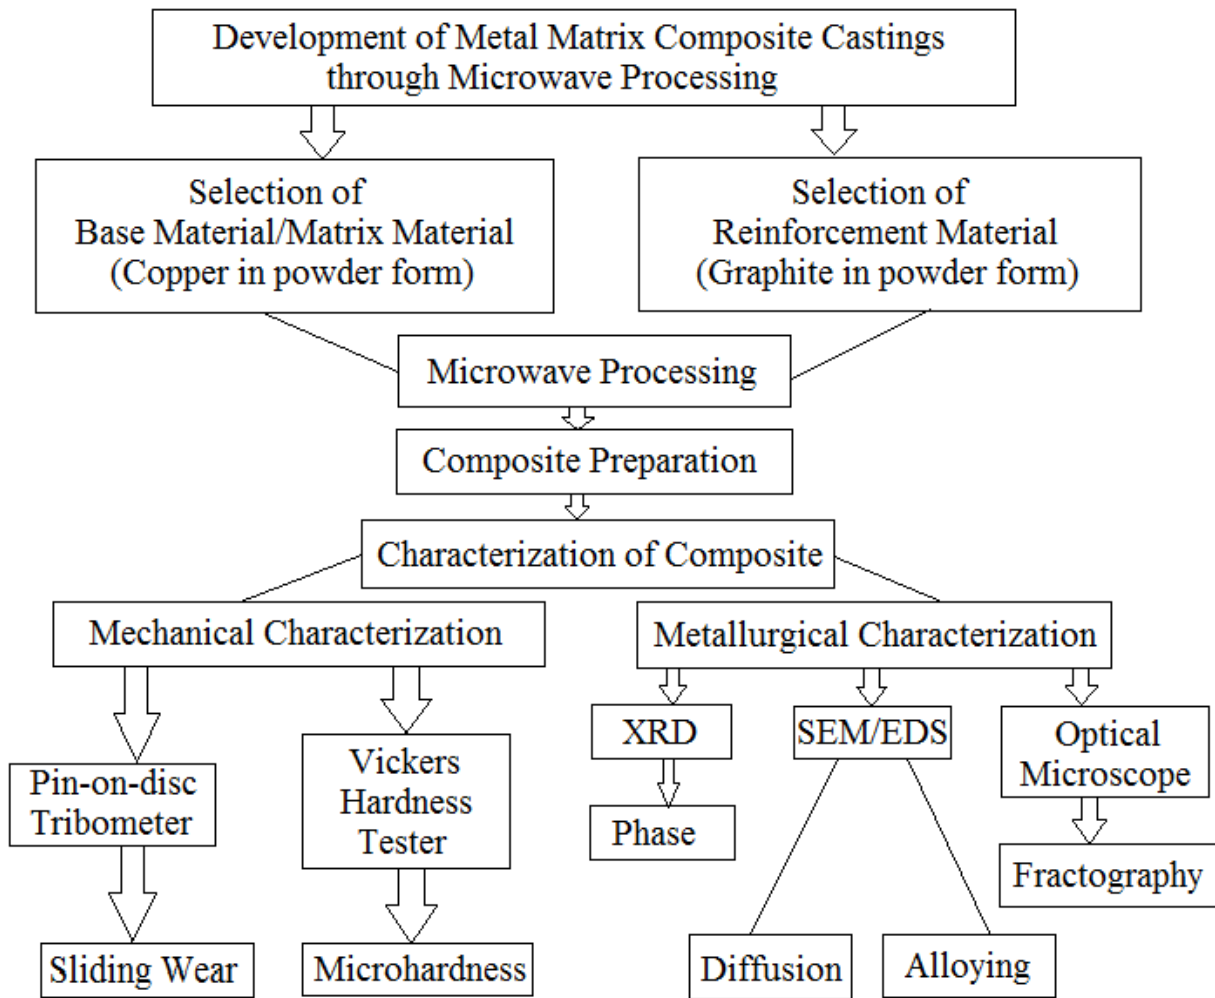 Development of Metal Matrix Composite Castings
through Microwave Processing
Selection of
Base Material/Matrix Material
(Copper in powder form)
Selection of
Reinforcement Material
(Graphite in powder form)
Microwave Processing
Composite Preparation
Characterization of Composite
Mechanical Characterization
Metallurgical Characterization
Pin-on-disc
Tribometer
Vickers
Hardness
Tester
XRD
SEM/EDS
Optical
Microscope
Phase
Fractography
Sliding Wear
Microhardness
Diffusion
Alloying